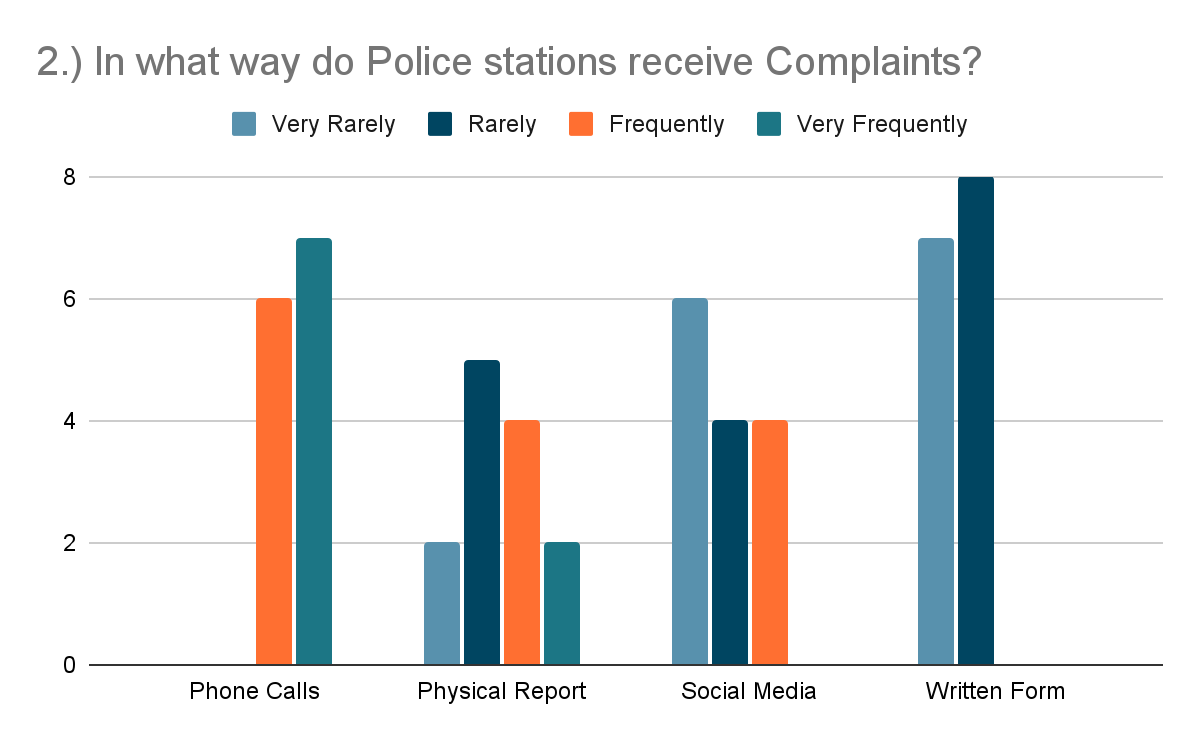 2.) In what way do Police stations receive Complaints?
Very Rarely Rarely Frequently Very Frequently
8
6
4
2
0
Phone Calls Physical Report Social Media Written Form